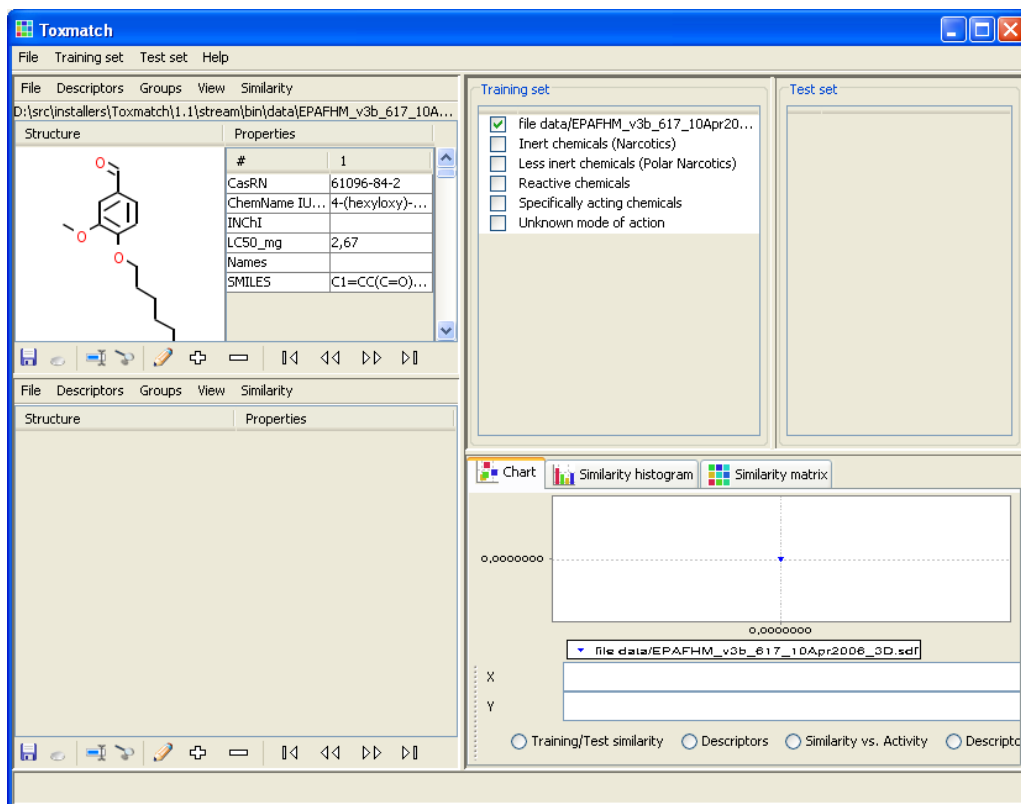 Toxmatch
File Training set Test set Help
File Descriptors Groups View Similarity
D:\src\installers\Toxmatch\1.1\stream\bin\data\EPAFHM_v3b_617_10A...
Structure Properties
# 1
CasRN 61096-84-2
ChemName IU... 4-(hexyloxy)-...
INChI
LC50_mg 2,67
Names
SMILES C1=CC(C=O)...
O
O
O
File Descriptors Groups View Similarity
Structure Properties
Training set
file data/EPAFHM_v3b_617_10Apr20...
Inert chemicals (Narcotics)
Less inert chemicals (Polar Narcotics)
Reactive chemicals
Specifically acting chemicals
Unknown mode of action
Test set
Chart Similarity histogram Similarity matrix
0,0000000
0,0000000
file data/EPAFHM_v3b_617_10Apr2006_3D.sdf
X
Y
Training/Test similarity Descriptors Similarity vs. Activity Descripto